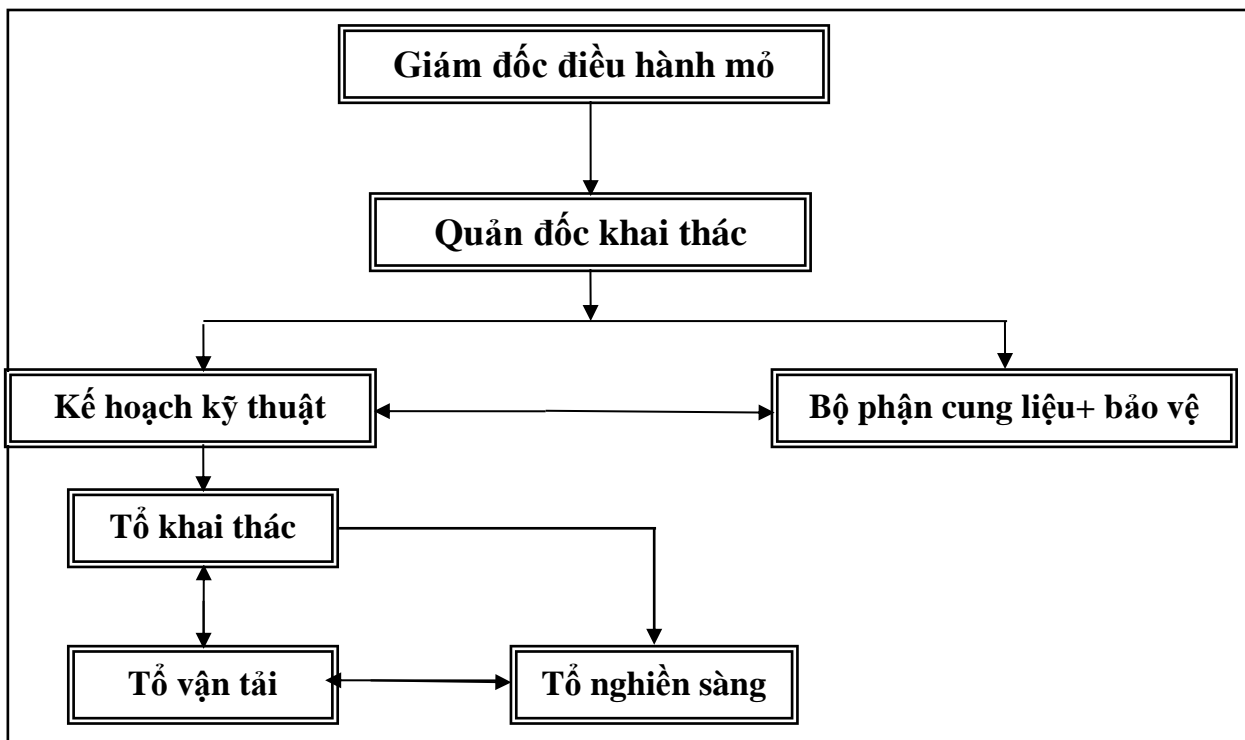 Giám đốc điều hành mỏ
Quản đốc khai thác
Kế hoạch kỹ thuật
Bộ phận cung liệu+ bảo vệ
Tổ khai thác
Tổ vận tải
Tổ nghiền sàng